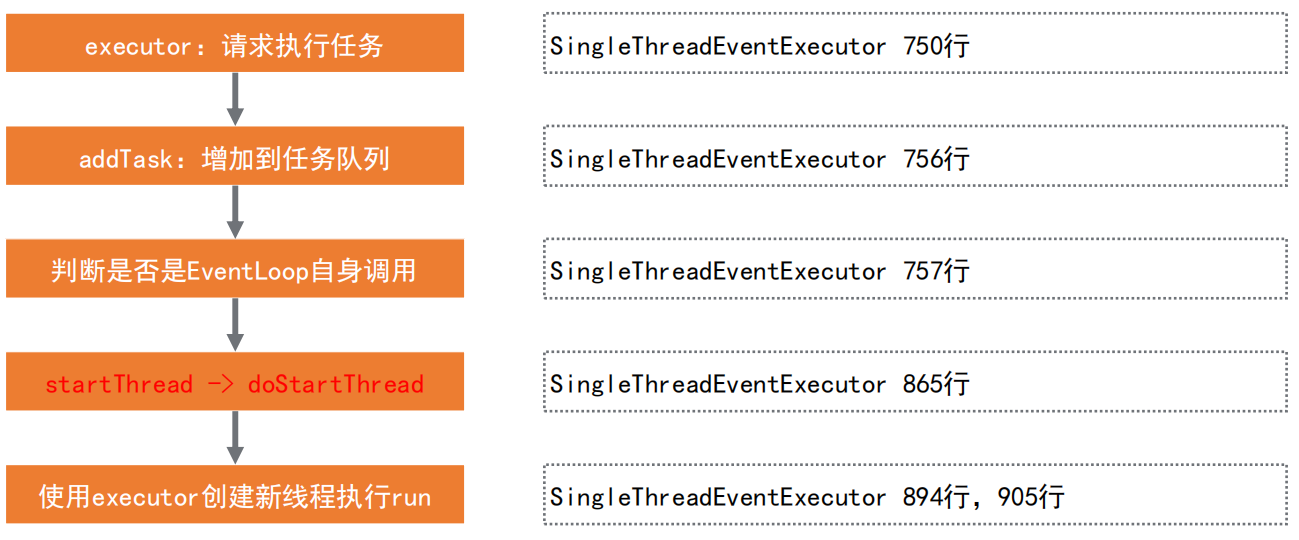 executor：请求执行任务
SingleThreadEventExecutor 750行
addTask：增加到任务队列
SingleThreadEventExecutor 756行
判断是否是EventLoop自身调用
SingleThreadEventExecutor 757行
startThread -> doStartThread
SingleThreadEventExecutor 865行
使用executor创建新线程执行run
SingleThreadEventExecutor 894行，905行